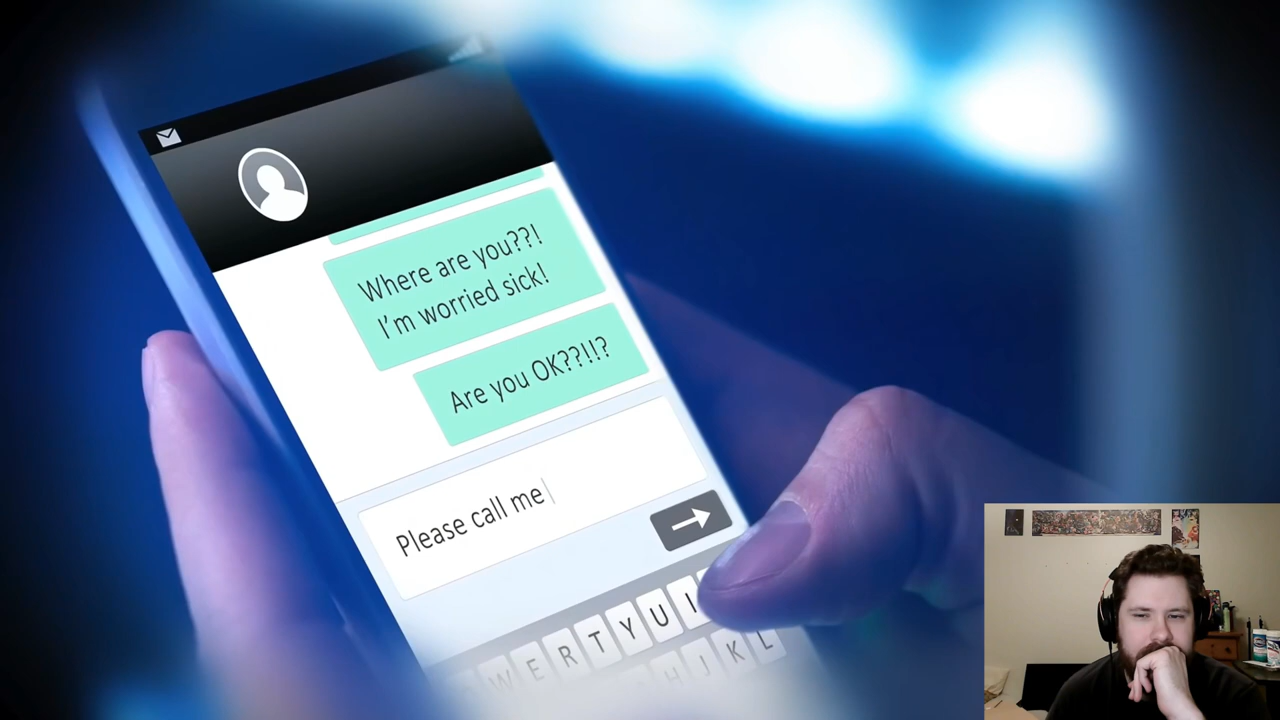 Where are you??!
I'm worried sick!
Are you OK??!!?
Please call me
W E R T Y U I
H J K L